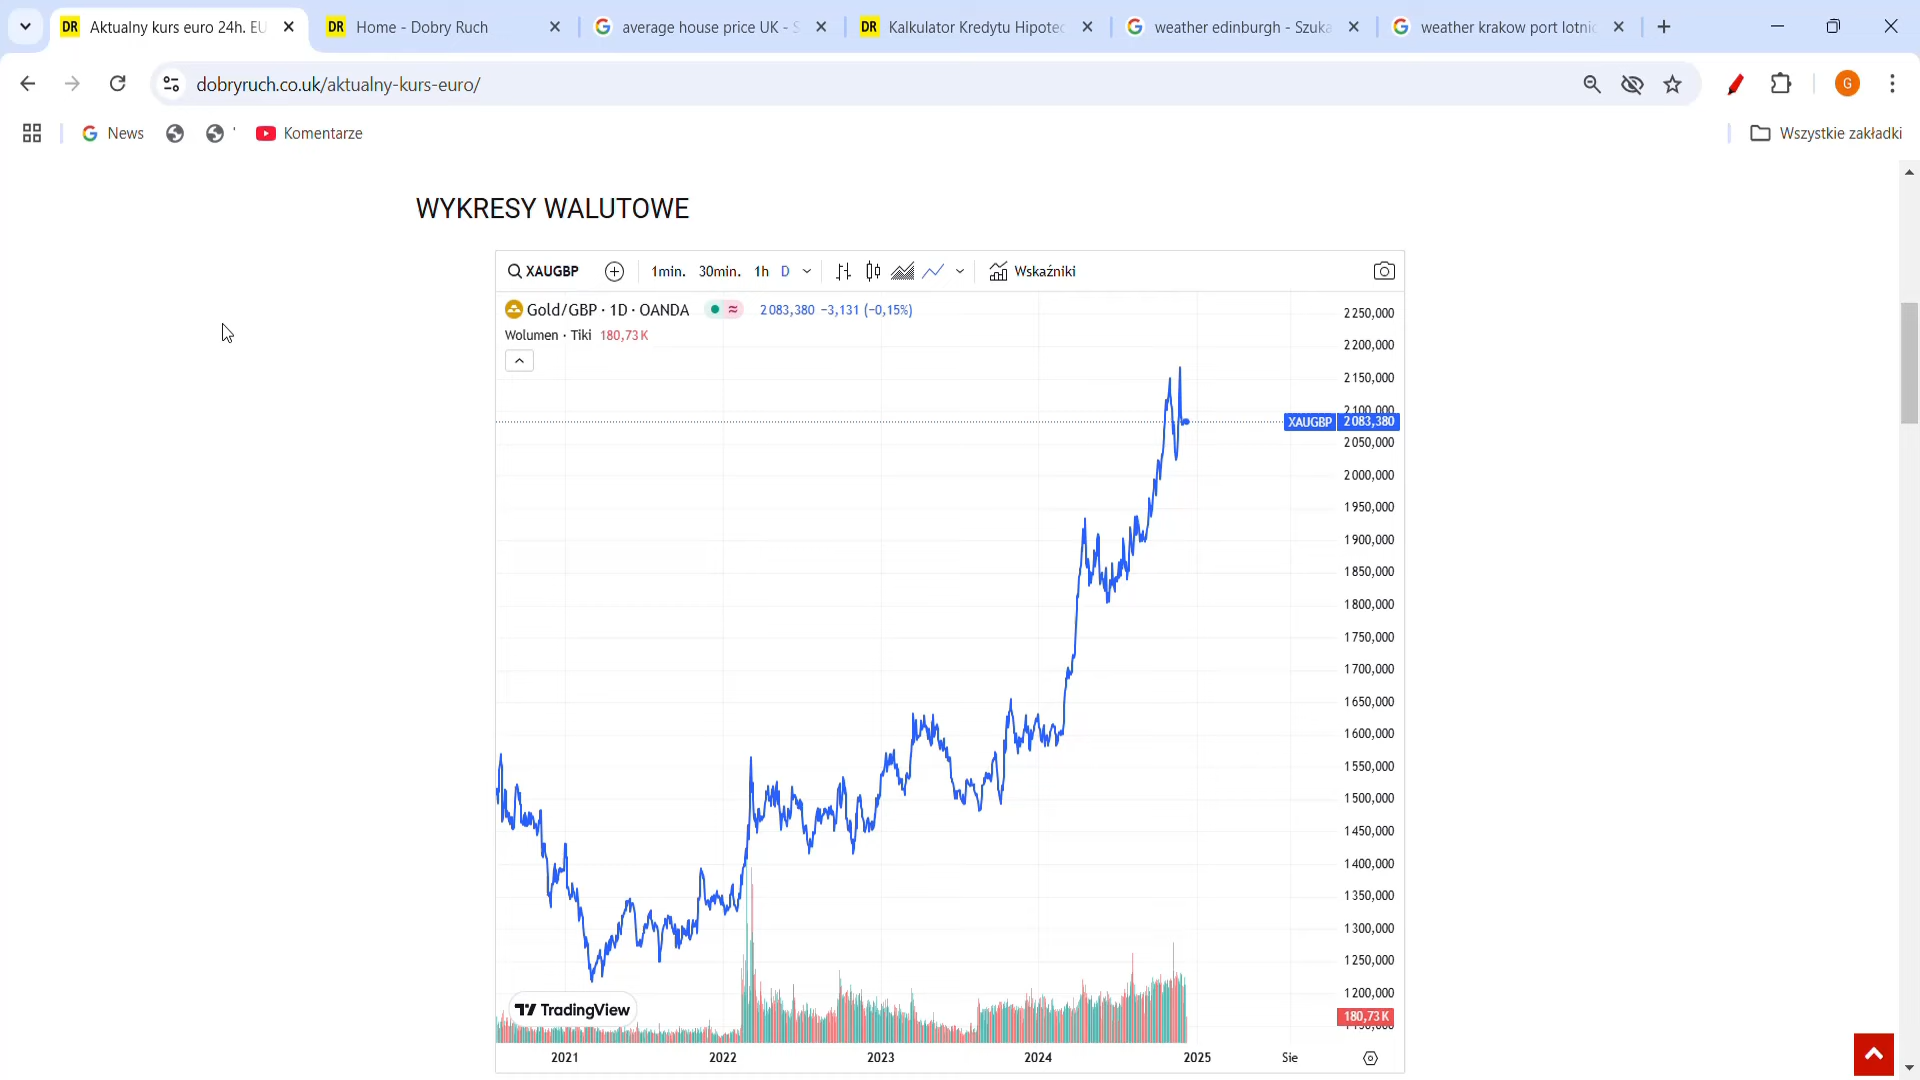 DR Aktualny kurs euro 24h. EU
DR Home - Dobry Ruch
average house price UK - S
DR Kalkulator Kredytu Hipotec
weather edinburgh - Szuka
weather krakow port lotnic
dobryruch.co.uk/aktualny-kurs-euro/
G
News
'
Komentarze
Wszystkie zakładki
WYKRESY WALUTOWE
XAUGBP
1min. 30min. 1h D
Wskaźniki
Gold/GBP · 1D · OANDA
≈
2 083,380 −3,131 (−0,15%)
Wolumen · Tiki 180,73 K
2 250,000
2 200,000
2 150,000
2 100,000
XAUGBP 2 083,380
2 050,000
2 000,000
1 950,000
1 900,000
1 850,000
1 800,000
1 750,000
1 700,000
1 650,000
1 600,000
1 550,000
1 500,000
1 450,000
1 400,000
1 350,000
1 300,000
1 250,000
1 200,000
180,73 K
TradingView
2021 2022 2023 2024 2025 Sie